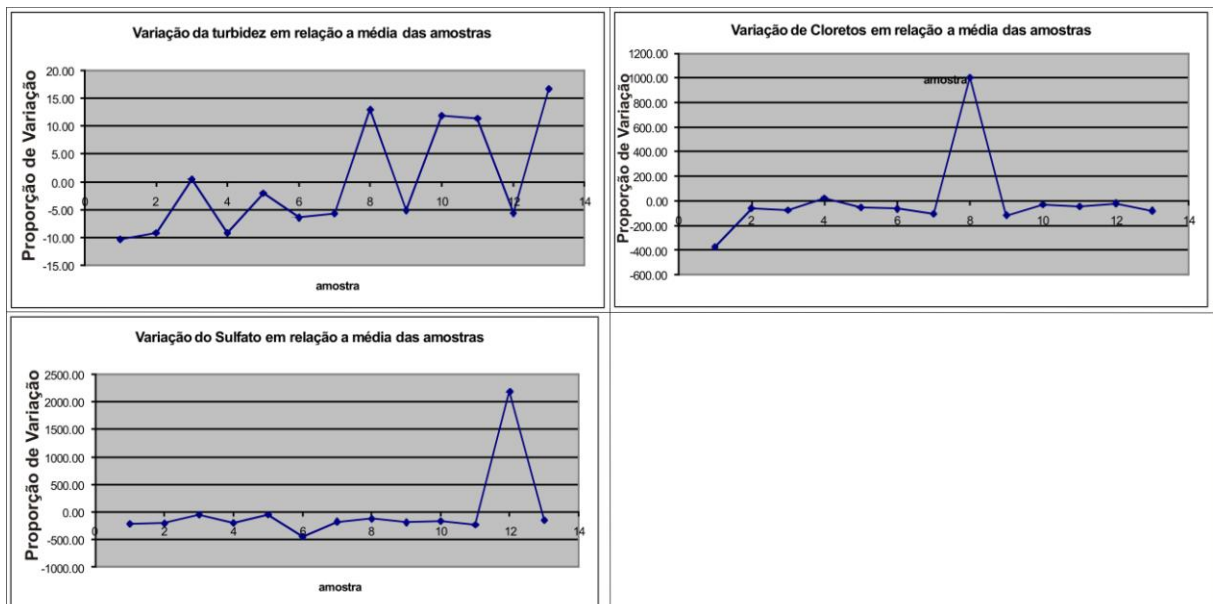 Variação da turbidez em relação a média das amostras
Proporção de Variação
20.00
15.00
10.00
5.00
0.00
-5.00
-10.00
-15.00
0 2 4 6 8 10 12 14
amostra
Variação de Cloretos em relação a média das amostras
Proporção de Variação
1200.00
1000.00
800.00
600.00
400.00
200.00
0.00
-200.00
-400.00
-600.00
amostra
0 2 4 6 8 10 12 14
Variação do Sulfato em relação a média das amostras
Proporção de Variação
2500.00
2000.00
1500.00
1000.00
500.00
0.00
-500.00
-1000.00
0 2 4 6 8 10 12 14
amostra